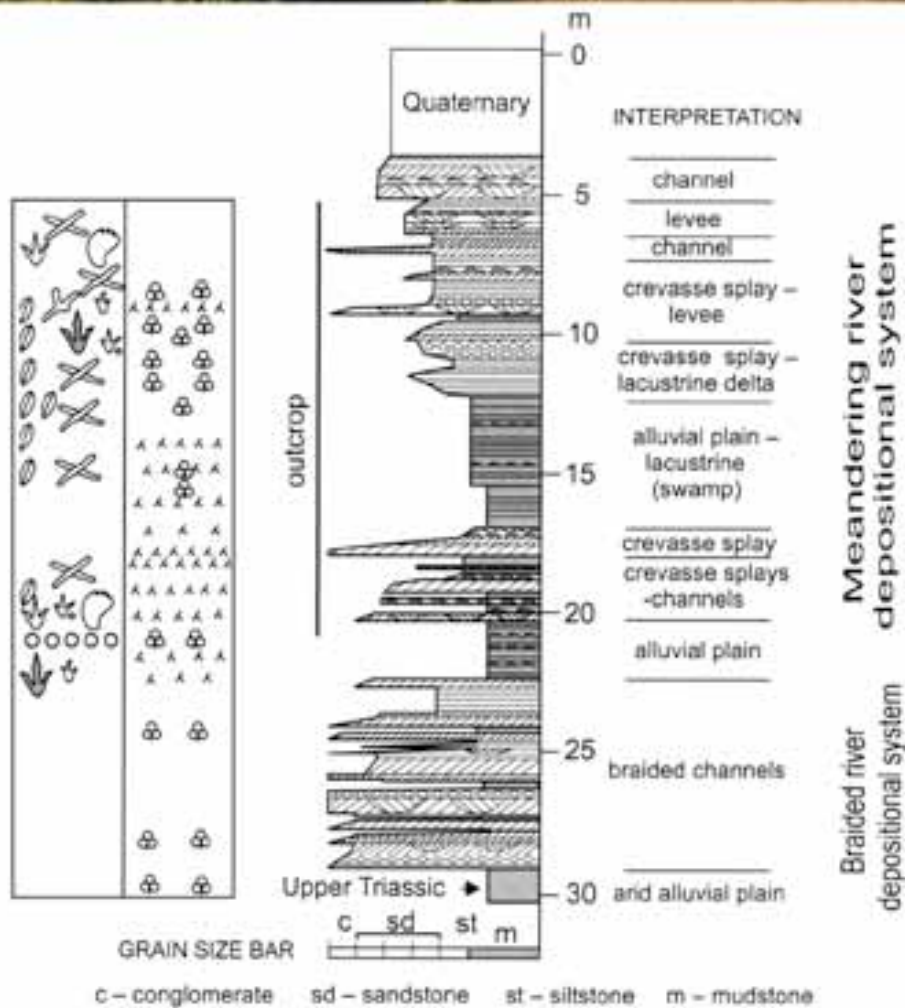 m
0
Quaternary
INTERPRETATION
channel
5
levee
channel
crevasse splay –
levee
10
crevasse splay –
lacustrine delta
outcrop
alluvial plain –
lacustrine
(swamp)
15
crevasse splay
crevasse splays
-channels
20
alluvial plain
Meandering river
depositional system
25
braided channels
Braided river
depositional system
Upper Triassic
30
arid alluvial plain
c sd st
m
GRAIN SIZE BAR
c – conglomerate sd – sandstone st – siltstone m – mudstone